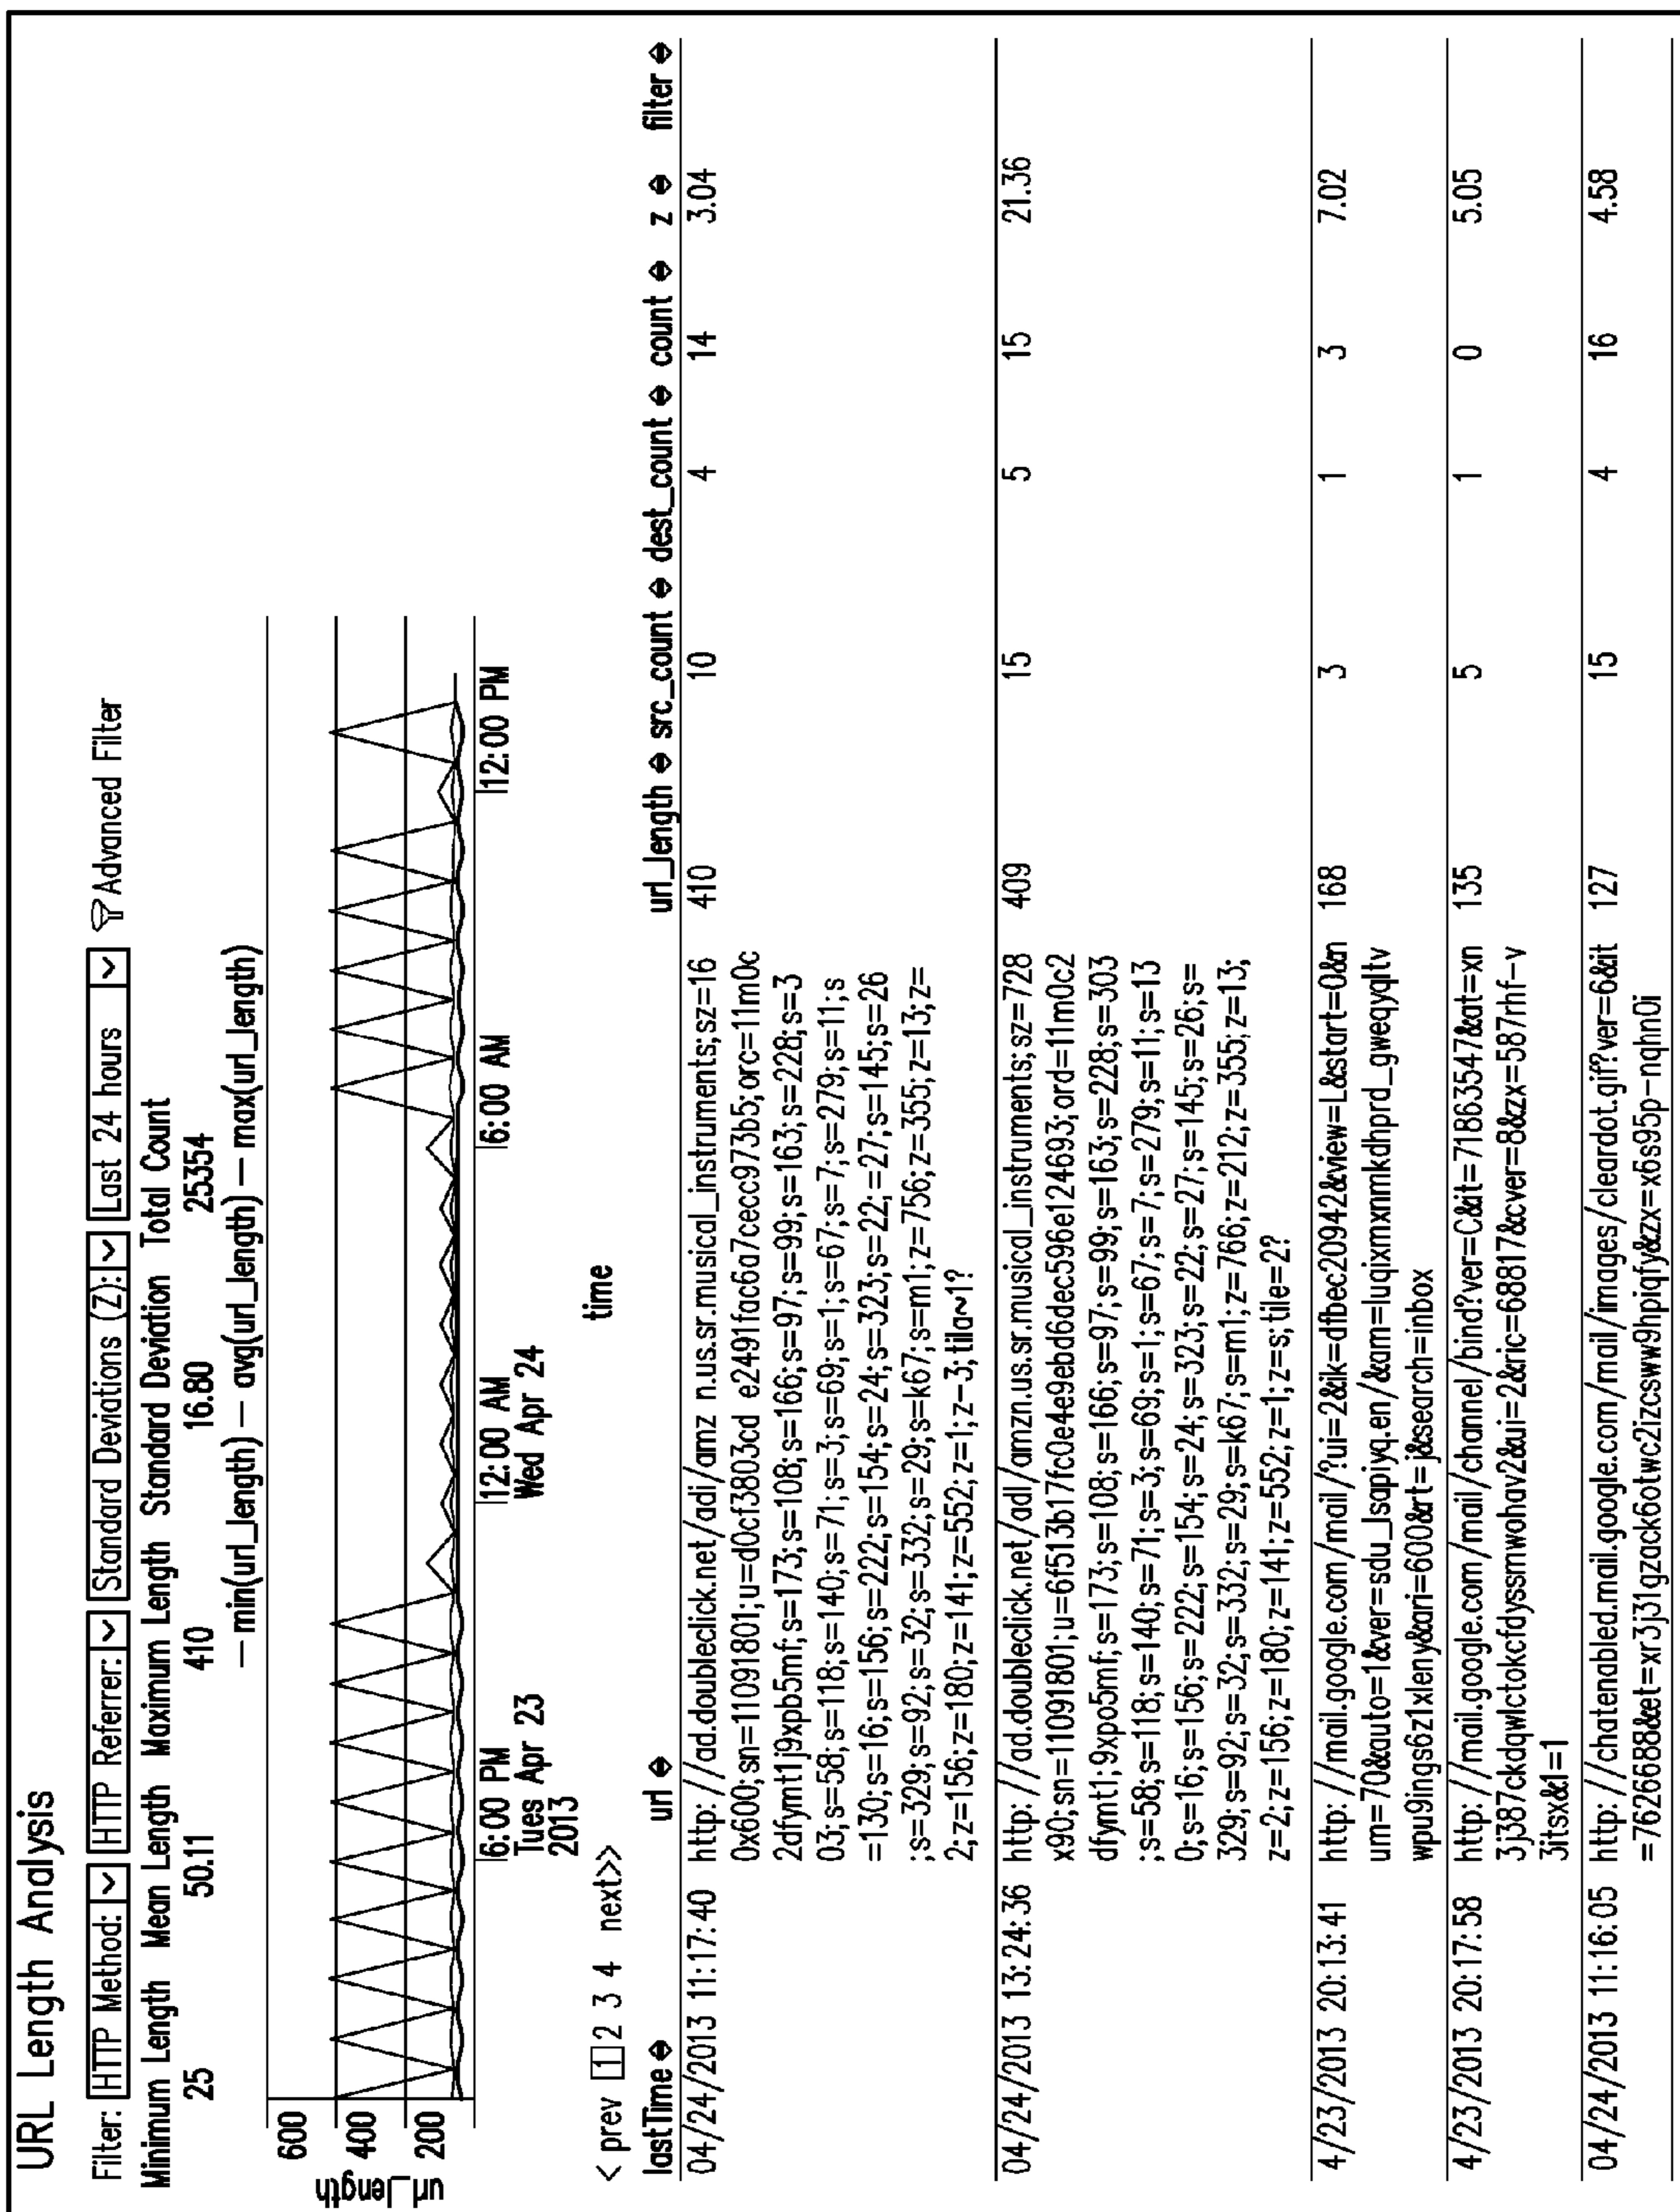 URL Length Analysis
Filter: HTTP Method: HTTP Referrer: Standard Deviations (Z): Last 24 hours Advanced Filter
Minimum Length Mean Length Maximum Length Standard Deviation Total Count
25 50.11 410 16.80 25354
— min(url_length) — avg(url_length) — max(url_length)
600
400
200
url_length
6:00 PM 12:00 AM 6:00 AM 12:00 PM
Tues Apr 23 Wed Apr 24
2013
time
< prev 1 2 3 4 next>>
lastTime url url_length src_count dest_count count z filter
04/24/2013 11:17:40 http://ad.doubleclick.net/adi/amz n.us.sr.musical_instruments;sz=16 410 10 4 14 3.04
0x600;sn=11091801;u=d0cf3803cd e2491fac6a7cecc973b5;orc=11m0c
2dfymt1j9xpb5mf;s=173;s=108;s=166;s=97;s=99;s=163;s=228;s=3
03;s=58;s=118;s=140;s=71;s=3;s=69;s=1;s=67;s=7;s=279;s=11;s
=130;s=16;s=156;s=222;s=154;s=24;s=323;s=22;=27;s=145;s=26
;s=329;s=92;s=32;s=332;s=29;s=k67;s=m1;z=756;z=355;z=13;z=
2;z=156;z=180;z=141;z=552;z=1;z-3;tila~1?
04/24/2013 13:24:36 http://ad.doubleclick.net/adl/amzn.us.sr.musical_instruments;sz=728 409 15 5 15 21.36
x90;sn=11091801;u=6f513b17fc0e4e9ebd6dec596e124693;ord=11m0c2
dfymt1;9xpo5mf;s=173;s=108;s=166;s=97;s=99;s=163;s=228;s=303
;s=58;s=118;s=140;s=71;s=3;s=69;s=1;s=67;s=7;s=279;s=11;s=13
0;s=16;s=156;s=222;s=154;s=24;s=323;s=22;s=27;s=145;s=26;s=
329;s=92;s=32;s=332;s=29;s=k67;s=m1;z=766;z=212;z=355;z=13;
z=2;z=156;z=180;z=141;z=552;z=1;z=s;tile=2?
4/23/2013 20:13:41 http://mail.google.com/mail/?ui=2&ik=dfbec20942&view=L&start=0&n 168 3 1 3 7.02
um=70&auto=1&ver=sdu_lsqpiyq.en/&am=luqixmxnmkdhprd_gweqyqltv
wpu9ings6z1xleny&ari=600&rt=j&search=inbox
4/23/2013 20:17:58 http://mail.google.com/mail/channel/bind?ver=C&it=71863547&at=xn 135 5 1 0 5.05
3j387ckdqwlctokcfdyssmwohav2&ui=2&ric=68817&cver=8&zx=587rhf-v
3itsx&l=1
04/24/2013 11:16:05 http://chatenabled.mail.google.com/mail/images/cleardot.gif?ver=6&it 127 15 4 16 4.58
=7626688&et=xr3j31qzack6otwc2izcsww9hpiqfy&zx=x6s95p-nqhn0i